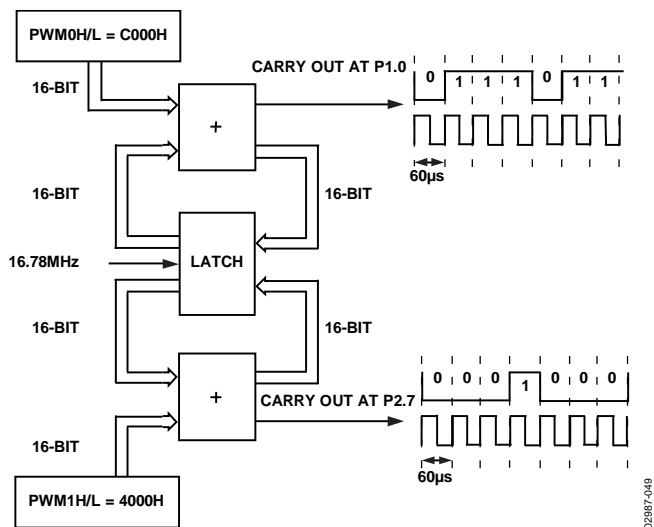 PWM0H/L = C000H
16-BIT
CARRY OUT AT P1.0
0 1 1 1 0 1 1
+
60µs
16-BIT
16-BIT
16.78MHz
LATCH
16-BIT
16-BIT
0 0 0 1 0 0 0
+
CARRY OUT AT P2.7
16-BIT
60µs
PWM1H/L = 4000H
02987-049